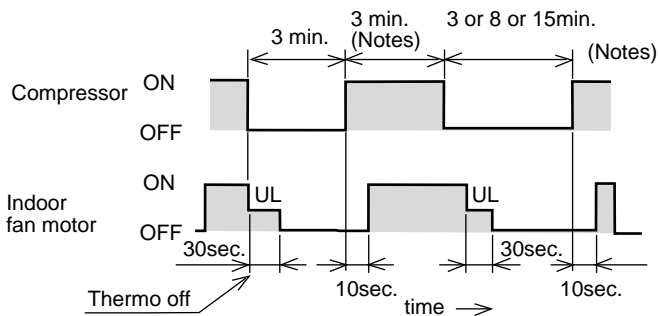 3 min.
3 min.
(Notes)
3 or 8 or 15min.
(Notes)
Compressor
ON
OFF
Indoor
fan motor
ON
OFF
UL
UL
30sec.
10sec.
30sec.
10sec.
Thermo off
time